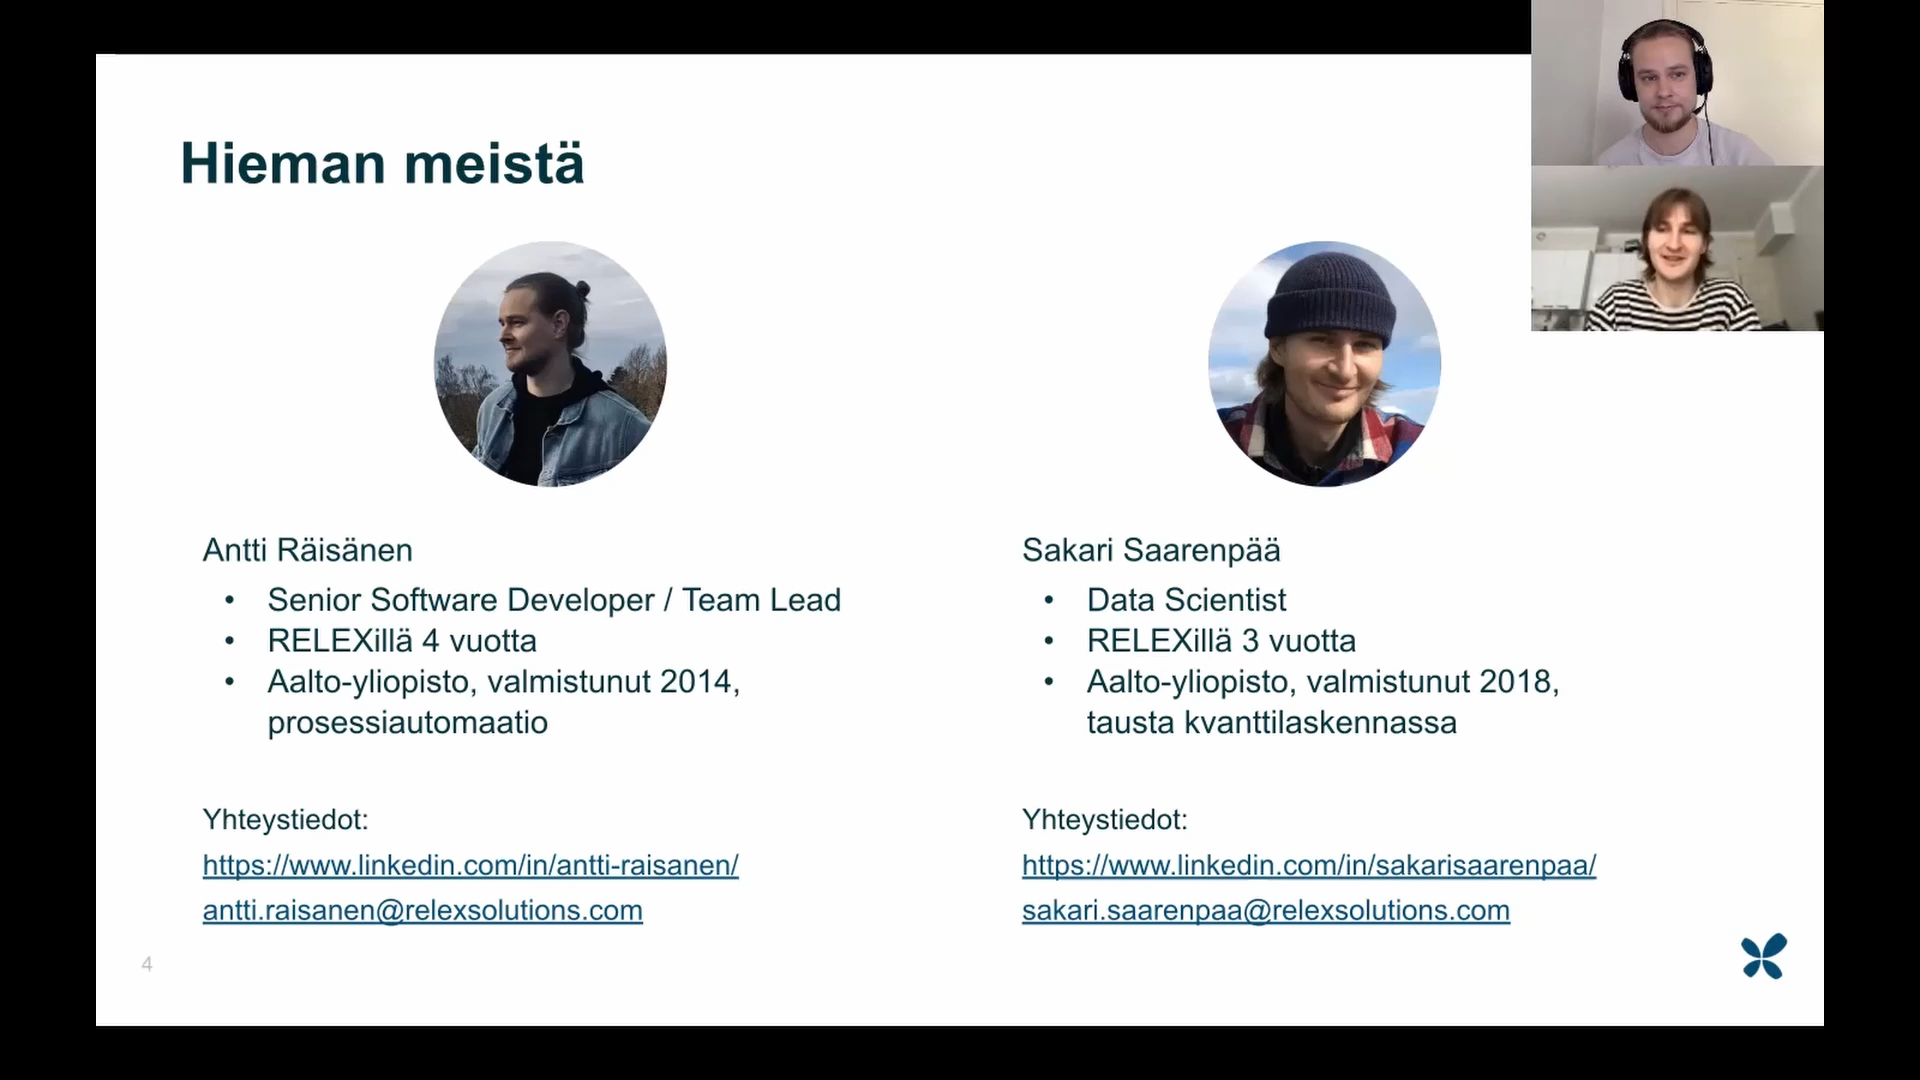 Hieman meistä
Antti Räisänen
• Senior Software Developer / Team Lead
• RELEXillä 4 vuotta
• Aalto-yliopisto, valmistunut 2014,
prosessiautomaatio
Yhteystiedot:
https://www.linkedin.com/in/antti-raisanen/
antti.raisanen@relexsolutions.com
Sakari Saarenpää
• Data Scientist
• RELEXillä 3 vuotta
• Aalto-yliopisto, valmistunut 2018,
tausta kvanttilaskennassa
Yhteystiedot:
https://www.linkedin.com/in/sakarisaarenpaa/
sakari.saarenpaa@relexsolutions.com
4